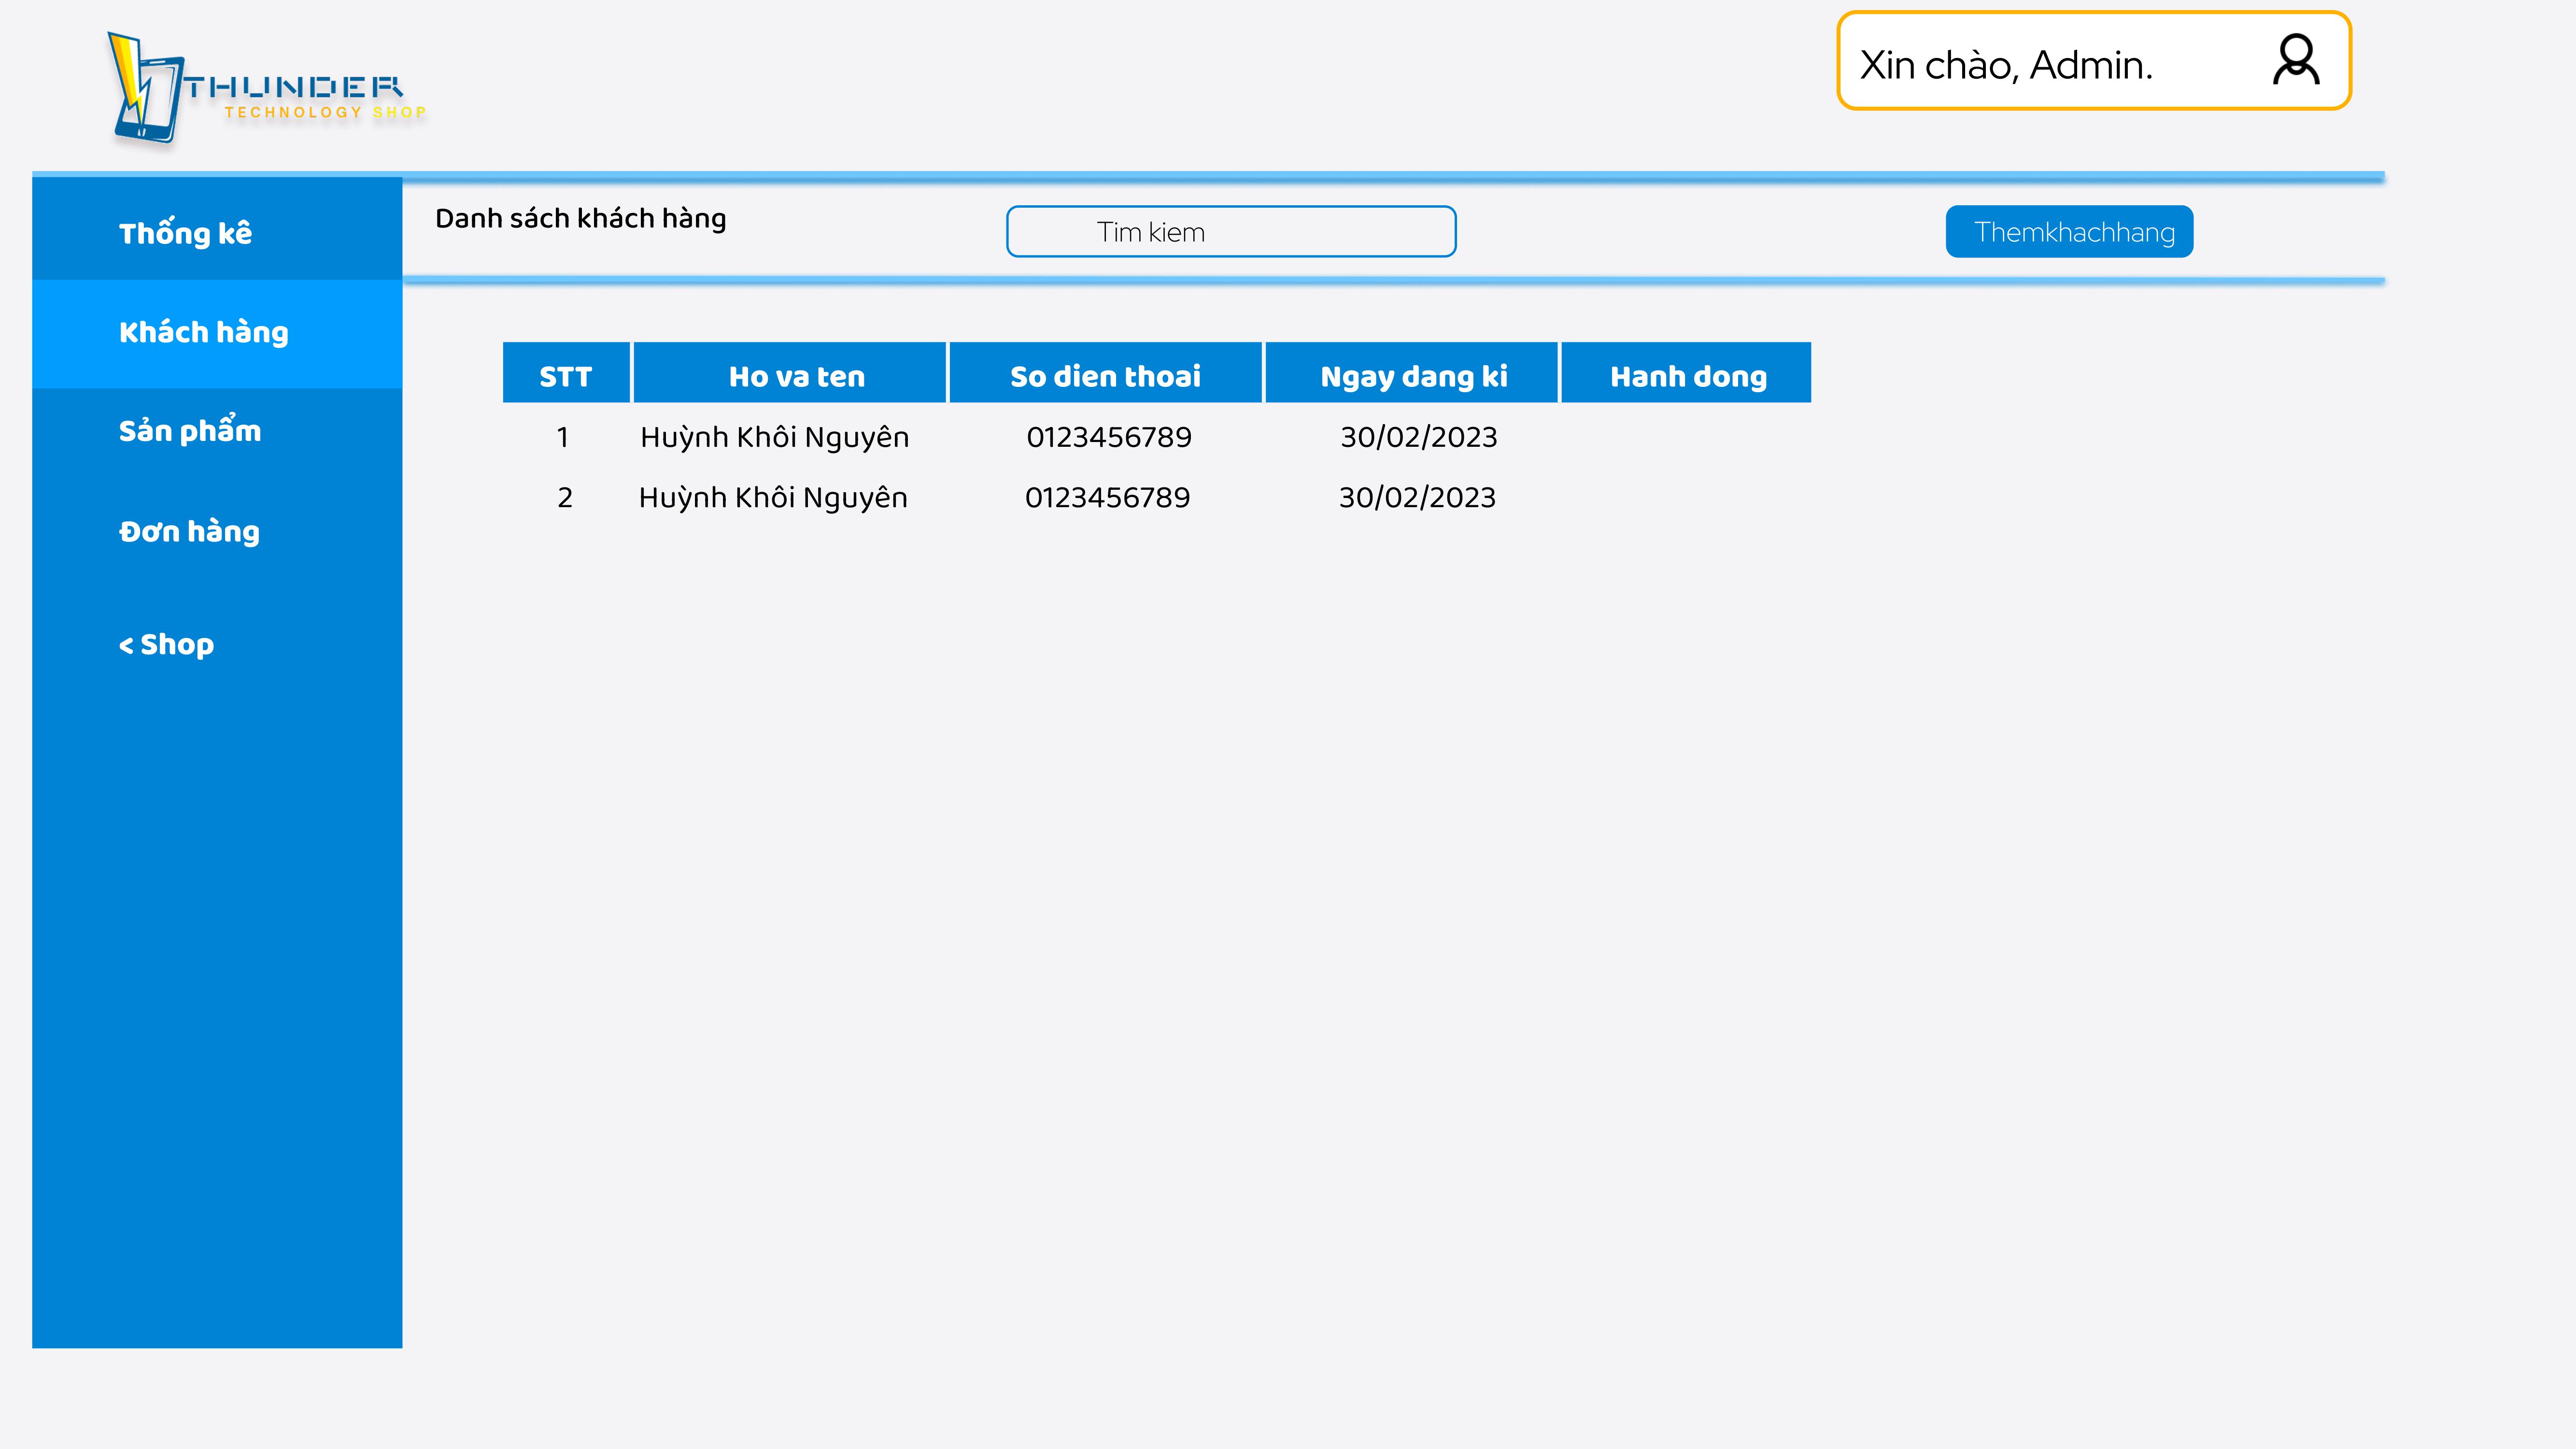 THUNDER
TECHNOLOGY SHOP
Xin chào, Admin.
Thống kê
Khách hàng
Sản phẩm
Đơn hàng
< Shop
Danh sách khách hàng
Tim kiem
Themkhachhang
STT Ho va ten So dien thoai Ngay dang ki Hanh dong
1 Huỳnh Khôi Nguyên 0123456789 30/02/2023
2 Huỳnh Khôi Nguyên 0123456789 30/02/2023